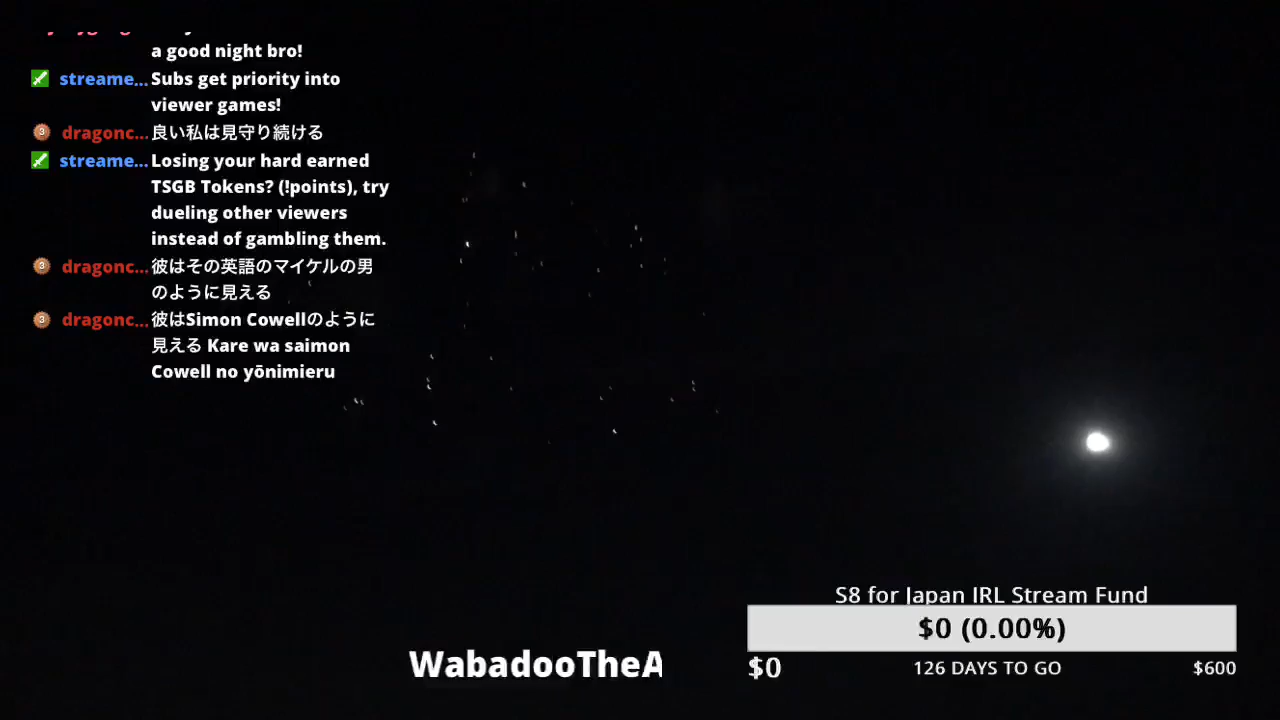 a good night bro!
streame... Subs get priority into
viewer games!
dragonc... 良い私は見守り続ける
streame... Losing your hard earned
TSGB Tokens? (!points), try
dueling other viewers
instead of gambling them.
dragonc... 彼はその英語のマイケルの男
のように見える
dragonc... 彼はSimon Cowellのように
見える Kare wa saimon
Cowell no yōnimieru
S8 for Japan IRL Stream Fund
$0 (0.00%)
$0 126 DAYS TO GO $600
WabadooTheA